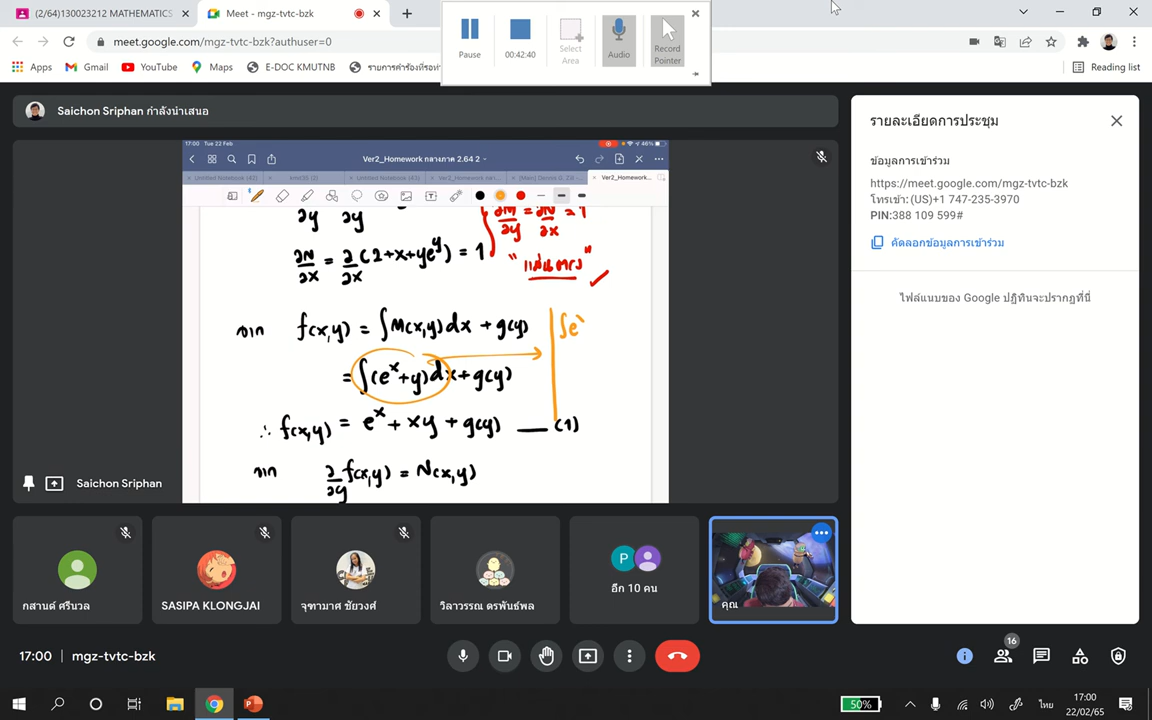 (2/64)130023212 MATHEMATICS
Meet - mgz-tvtc-bzk
meet.google.com/mgz-tvtc-bzk?authuser=0
Pause
00:42:40
Select Area
Audio
Record Pointer
Apps
Gmail
YouTube
Maps
E-DOC KMUTNB
Reading list
Saichon Sriphan กำลังนำเสนอ
17:00 Tue 22 Feb
46%
Ver2_Homework กลางภาค 2.64 2
Untitled Notebook (42)
Untitled Notebook (43)
Ver2_Homework...
∂y ∂y
∂M/∂y = ∂N/∂x = 1
∂N/∂x = ∂/∂x (2+x+ye^y) = 1
"แม่นตรง"
จาก f(x,y) = ∫M(x,y)dx + g(y)
∫e^x
= ∫(e^x+y)dx + g(y)
∴ f(x,y) = e^x + xy + g(y) — (1)
จาก ∂/∂y f(x,y) = N(x,y)
Saichon Sriphan
รายละเอียดการประชุม
ข้อมูลการเข้าร่วม
https://meet.google.com/mgz-tvtc-bzk
โทรเข้า: (US)+1 747-235-3970
PIN:388 109 599#
คัดลอกข้อมูลการเข้าร่วม
ไฟล์แนบของ Google ปฏิทินจะปรากฏที่นี่
กสานต์ ศรีนวล
SASIPA KLONGJAI
จุฑามาศ ชัยวงศ์
วิลาวรรณ ตรพันธ์พล
P
อีก 10 คน
คุณ
17:00 | mgz-tvtc-bzk
16
50%
ไทย
17:00
22/02/65